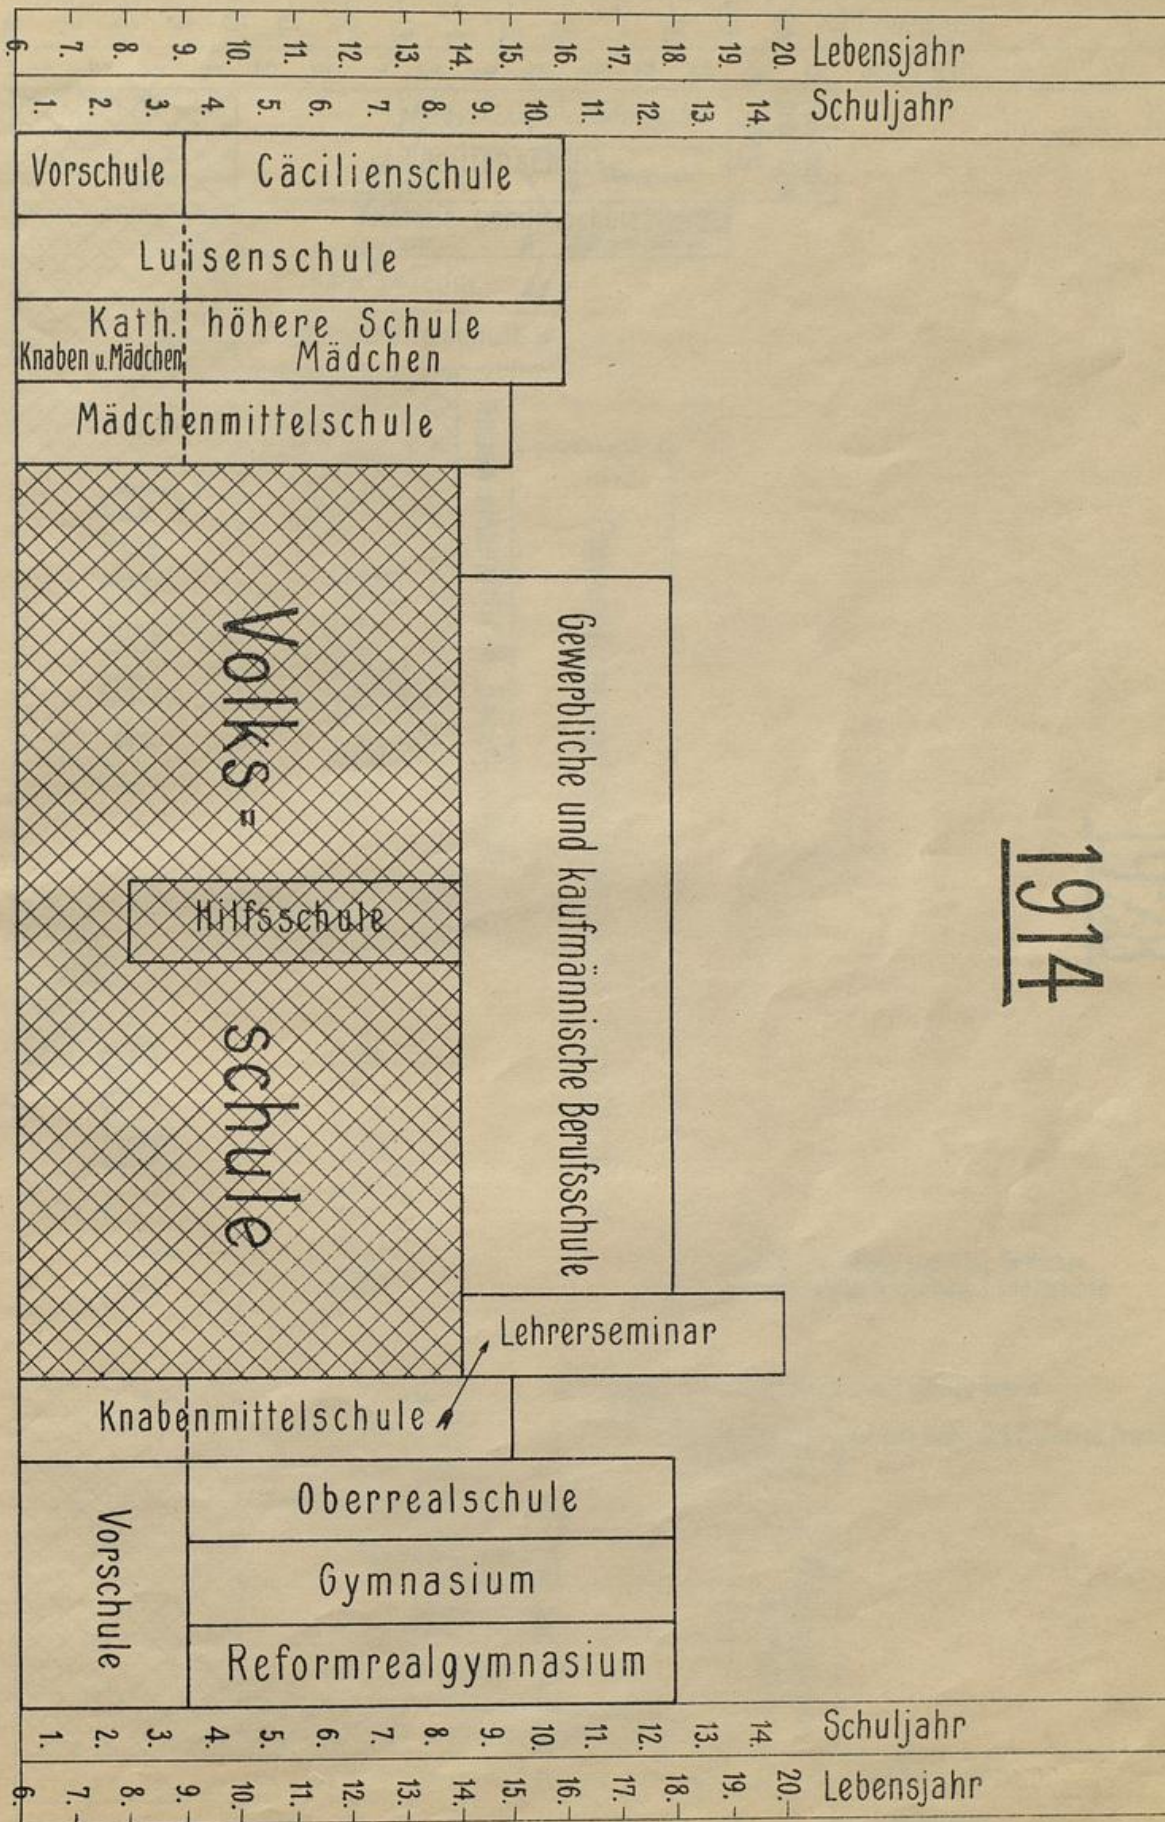 6. 7. 8. 9. 10. 11. 12. 13. 14. 15. 16. 17. 18. 19. 20. Lebensjahr
1. 2. 3. 4. 5. 6. 7. 8. 9. 10. 11. 12. 13. 14. Schuljahr
Vorschule Cäcilienschule
Luisenschule
Kath. höhere Schule
Knaben u. Mädchen Mädchen
Mädchenmittelschule
Volks=
schule
Hilfsschule
Gewerbliche und kaufmännische Berufsschule
1914
Lehrerseminar
Knabenmittelschule
Vorschule
Oberrealschule
Gymnasium
Reformrealgymnasium
1. 2. 3. 4. 5. 6. 7. 8. 9. 10. 11. 12. 13. 14. Schuljahr
6. 7. 8. 9. 10. 11. 12. 13. 14. 15. 16. 17. 18. 19. 20. Lebensjahr